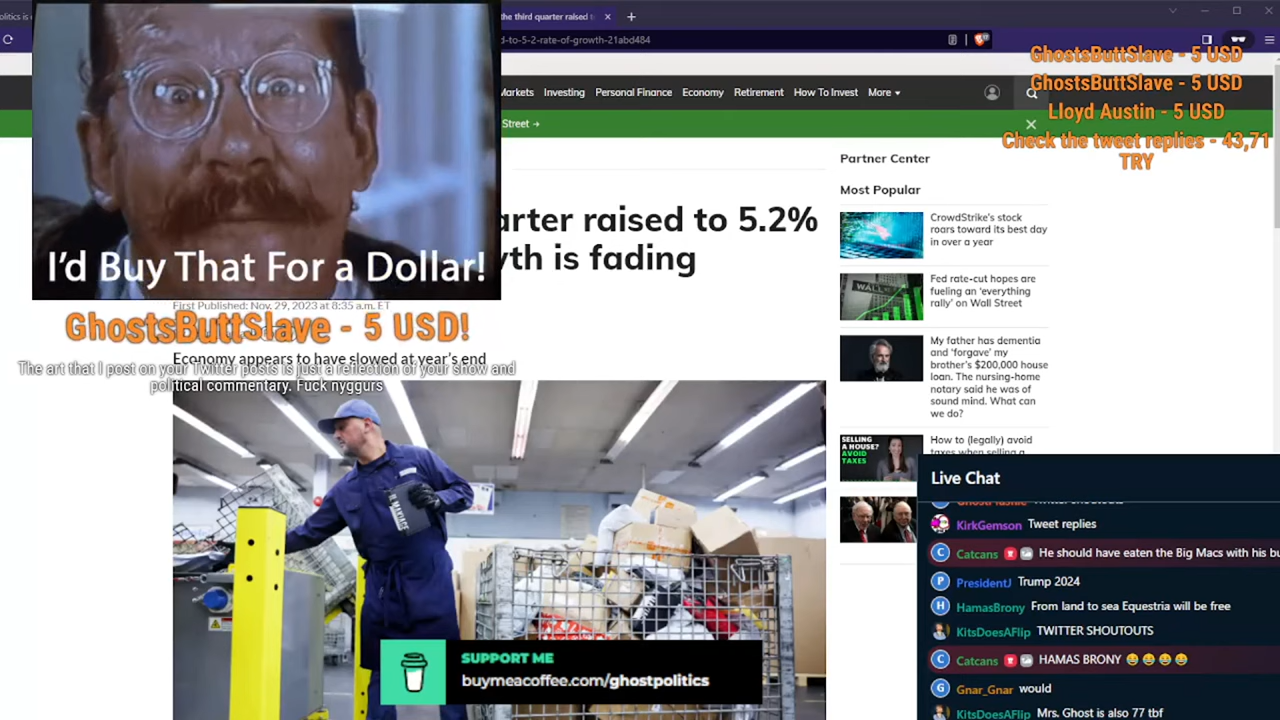 olitics is
the third quarter raised t
d-to-5-2-rate-of-growth-21abd484
GhostsButtSlave - 5 USD
GhostsButtSlave - 5 USD
Lloyd Austin - 5 USD
Check the tweet replies - 43,71
TRY
Markets Investing Personal Finance Economy Retirement How To Invest More
Street →
I'd Buy That For a Dollar!
arter raised to 5.2%
wth is fading
First Published: Nov. 29, 2023 at 8:35 a.m. ET
GhostsButtSlave - 5 USD!
Economy appears to have slowed at year's end
The art that I post on your Twitter posts is just a reflection of your show and
political commentary. Fuck nyggurs
Partner Center
Most Popular
CrowdStrike's stock
roars toward its best day
in over a year
WALL
Fed rate-cut hopes are
fueling an 'everything
rally' on Wall Street
My father has dementia
and 'forgave' my
brother's $200,000 house
loan. The nursing-home
notary said he was of
sound mind. What can
we do?
SELLING
A HOUSE?
AVOID
TAXES
How to (legally) avoid
taxes when selling a
SUPPORT ME
buymeacoffee.com/ghostpolitics
Live Chat
Twitter shoutouts
KirkGemson Tweet replies
Catcans He should have eaten the Big Macs with his bu
PresidentJ Trump 2024
HamasBrony From land to sea Equestria will be free
KitsDoesAFlip TWITTER SHOUTOUTS
Catcans HAMAS BRONY 😂😂😂😂
Gnar_Gnar would
KitsDoesAFlip Mrs. Ghost is also 77 tbf